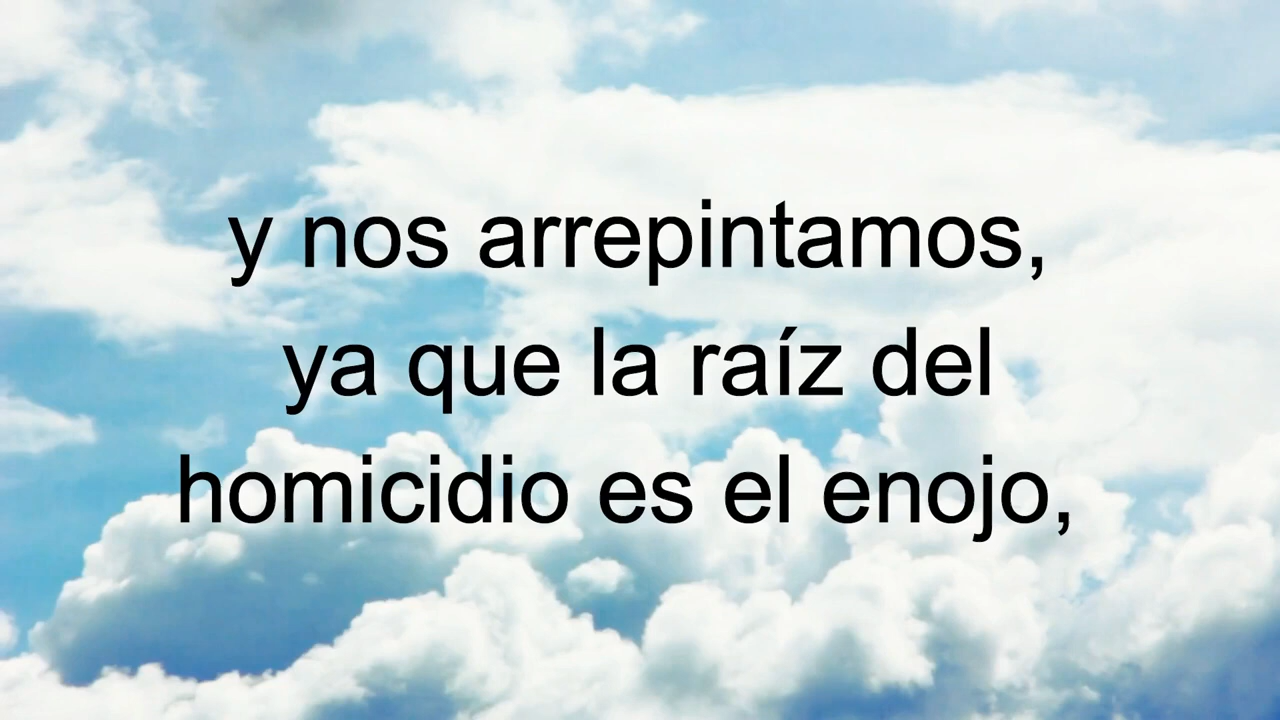 y nos arrepintamos,
ya que la raíz del
homicidio es el enojo,